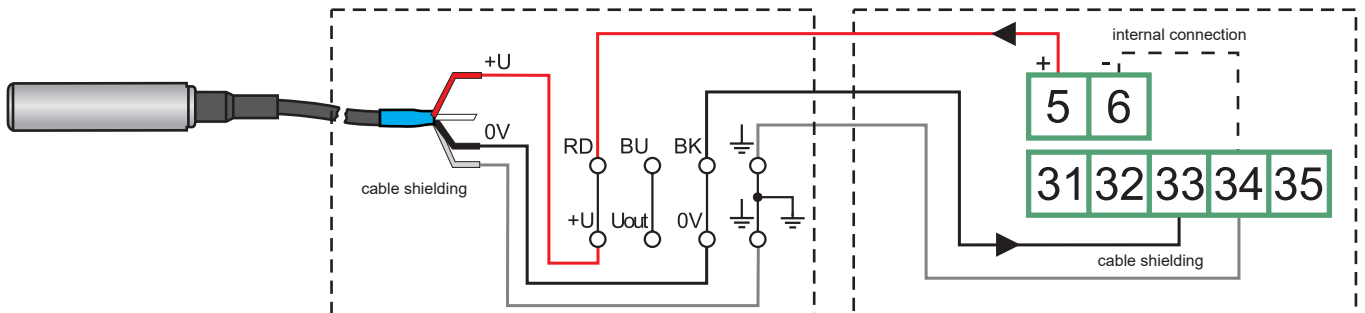 internal connection
+U
+ -
5 6
0V
RD BU BK
31 32 33 34 35
cable shielding
+U Uout 0V
cable shielding